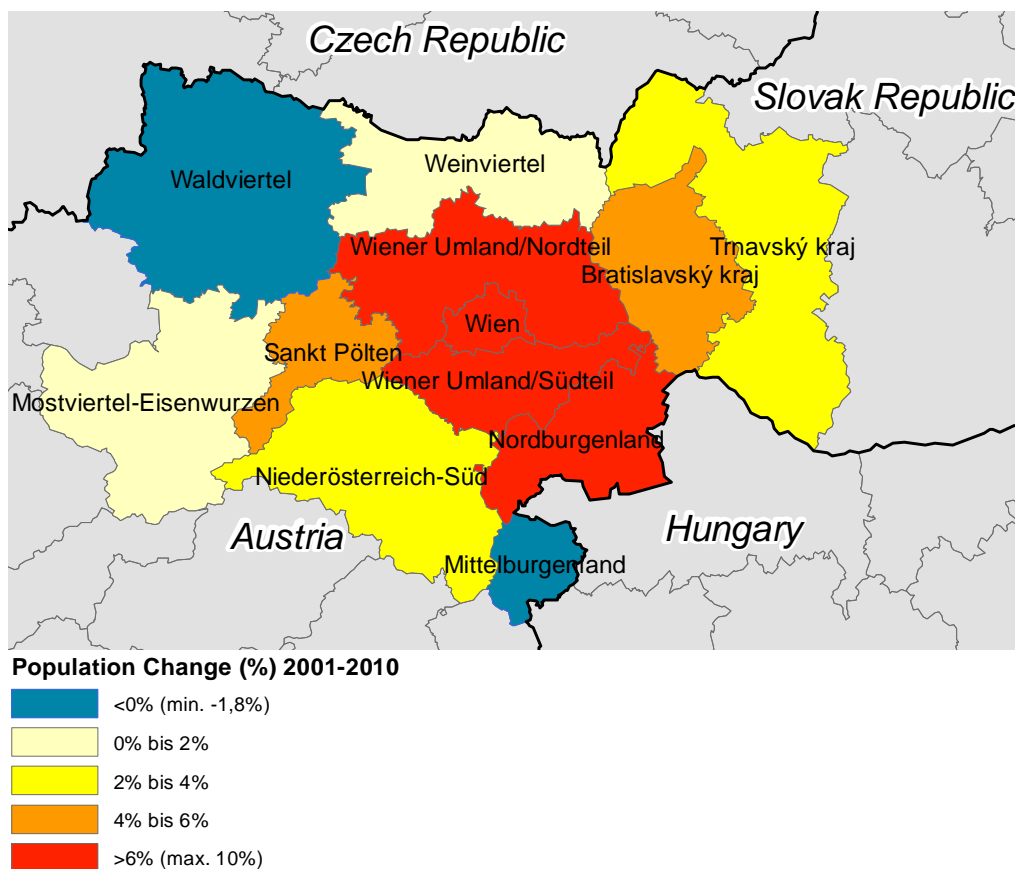 Czech Republic
Slovak Republic
Weinviertel
Waldviertel
Wiener Umland/Nordteil
Trnavský kraj
Bratislavský kraj
Wien
Sankt Pölten
Wiener Umland/Südteil
Mostviertel-Eisenwurzen
Nordburgenland
Niederösterreich-Süd
Austria
Hungary
Mittelburgenland
Population Change (%) 2001-2010
<0% (min. -1,8%)
0% bis 2%
2% bis 4%
4% bis 6%
>6% (max. 10%)